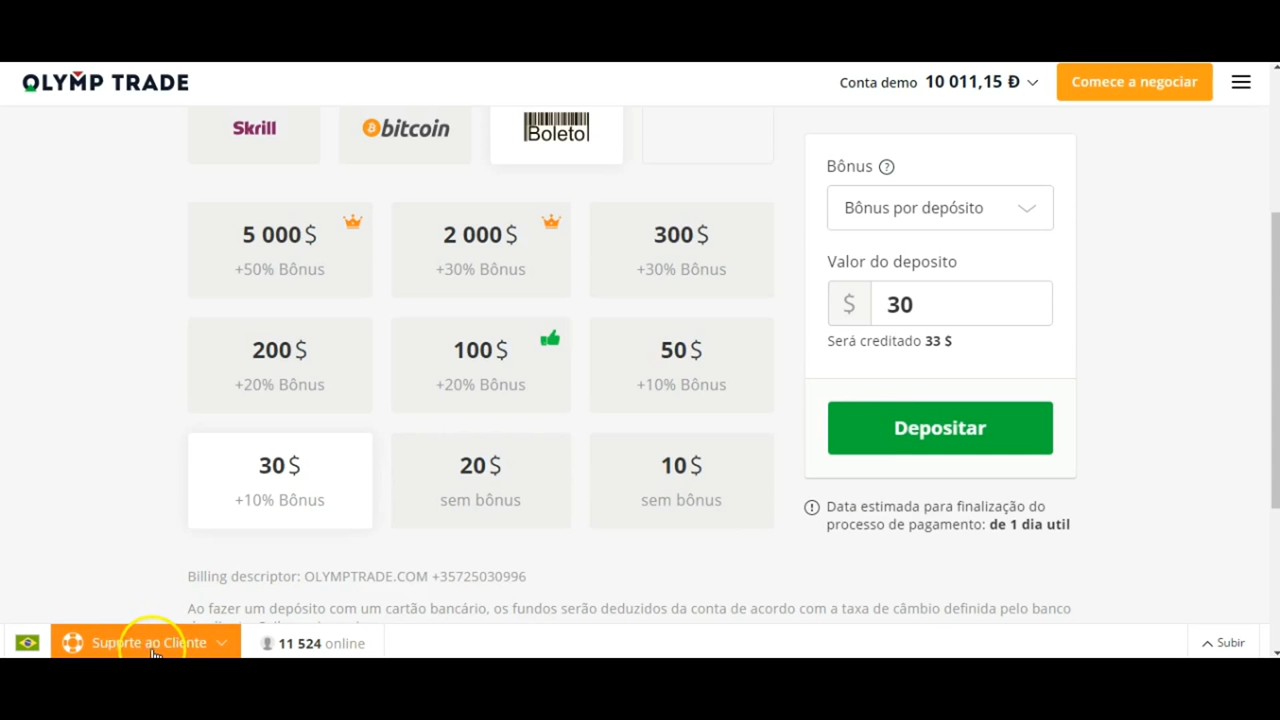 OLYMP TRADE
Conta demo 10 011,15 Đ
Comece a negociar
Skrill
bitcoin
Boleto
5 000 $
+50% Bônus
2 000 $
+30% Bônus
300 $
+30% Bônus
200 $
+20% Bônus
100 $
+20% Bônus
50 $
+10% Bônus
30 $
+10% Bônus
20 $
sem bônus
10 $
sem bônus
Bônus ?
Bônus por depósito
Valor do deposito
$ 30
Será creditado 33 $
Depositar
Data estimada para finalização do
processo de pagamento: de 1 dia util
Billing descriptor: OLYMPTRADE.COM +35725030996
Ao fazer um depósito com um cartão bancário, os fundos serão deduzidos da conta de acordo com a taxa de câmbio definida pelo banco
Suporte ao Cliente
11 524 online
Subir